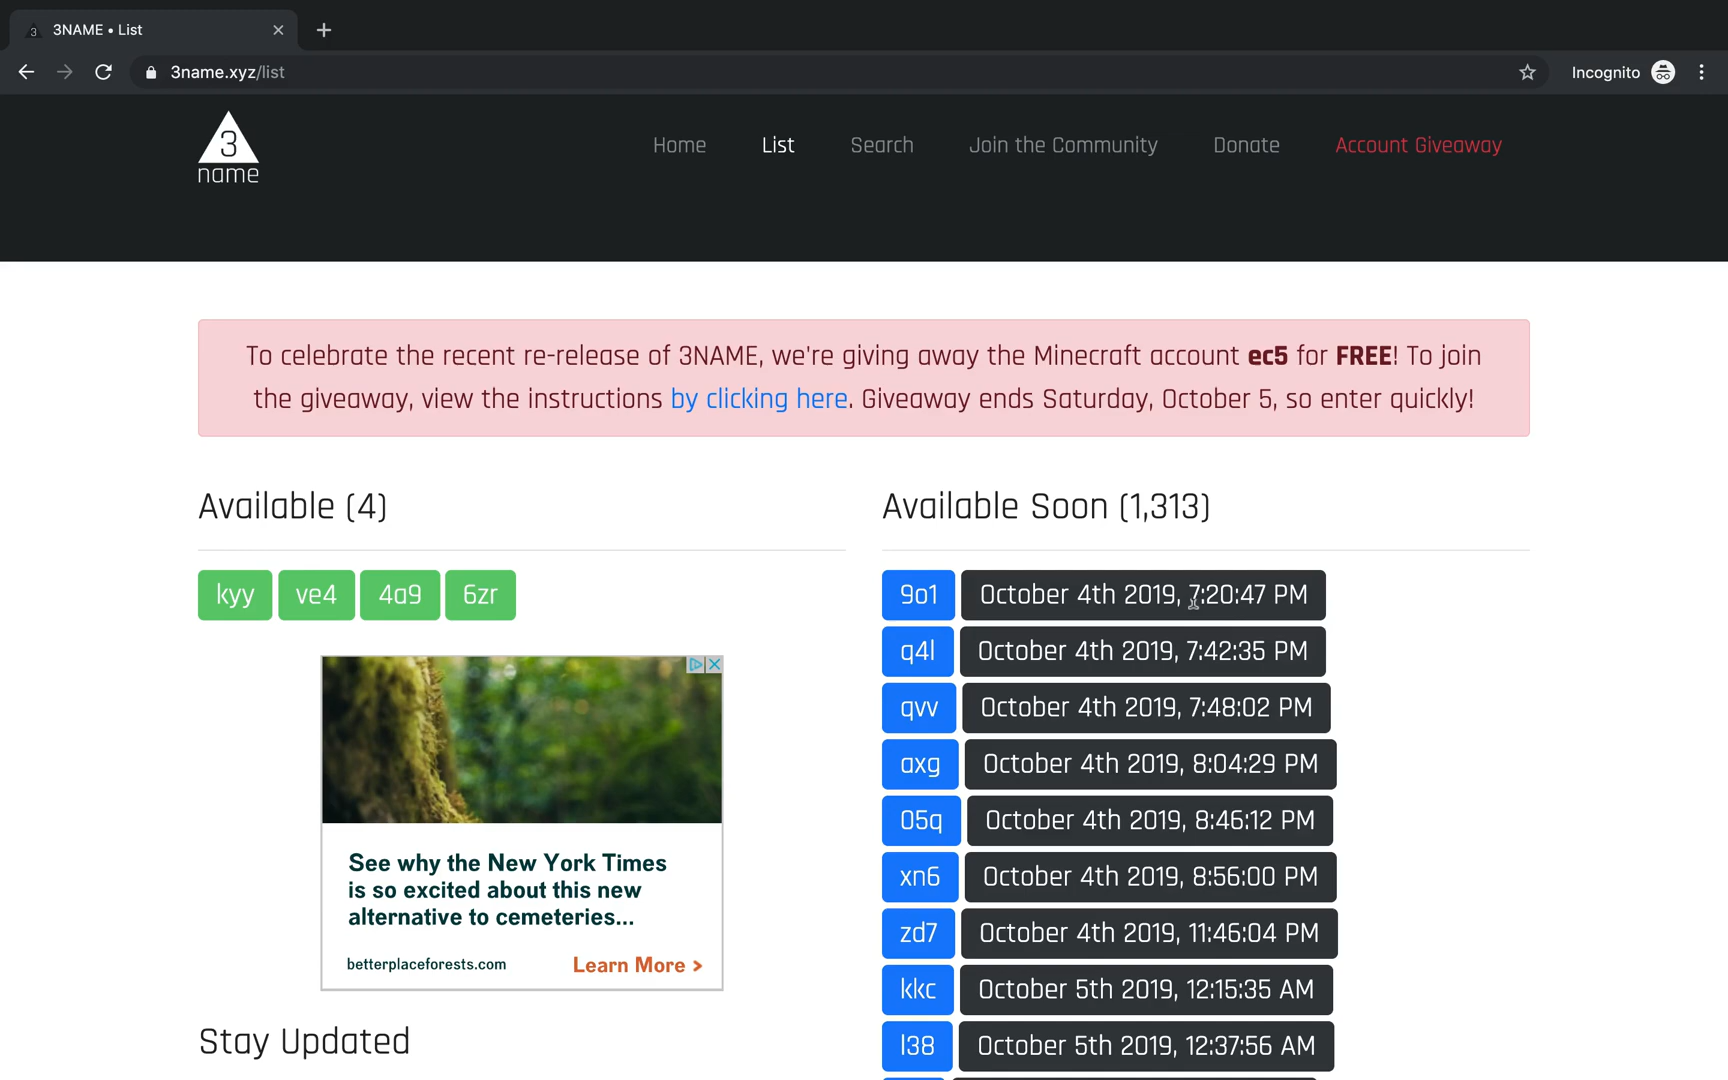 3NAME • List
3name.xyz/list
Incognito
3
name
Home
List
Search
Join the Community
Donate
Account Giveaway
To celebrate the recent re-release of 3NAME, we're giving away the Minecraft account ec5 for FREE! To join
the giveaway, view the instructions by clicking here. Giveaway ends Saturday, October 5, so enter quickly!
Available (4)
kyy
ve4
4a9
6zr
See why the New York Times
is so excited about this new
alternative to cemeteries...
betterplaceforests.com
Learn More >
Stay Updated
Available Soon (1,313)
9o1 October 4th 2019, 7:20:47 PM
q4l October 4th 2019, 7:42:35 PM
qvv October 4th 2019, 7:48:02 PM
axg October 4th 2019, 8:04:29 PM
05q October 4th 2019, 8:46:12 PM
xn6 October 4th 2019, 8:56:00 PM
zd7 October 4th 2019, 11:46:04 PM
kkc October 5th 2019, 12:15:35 AM
l38 October 5th 2019, 12:37:56 AM